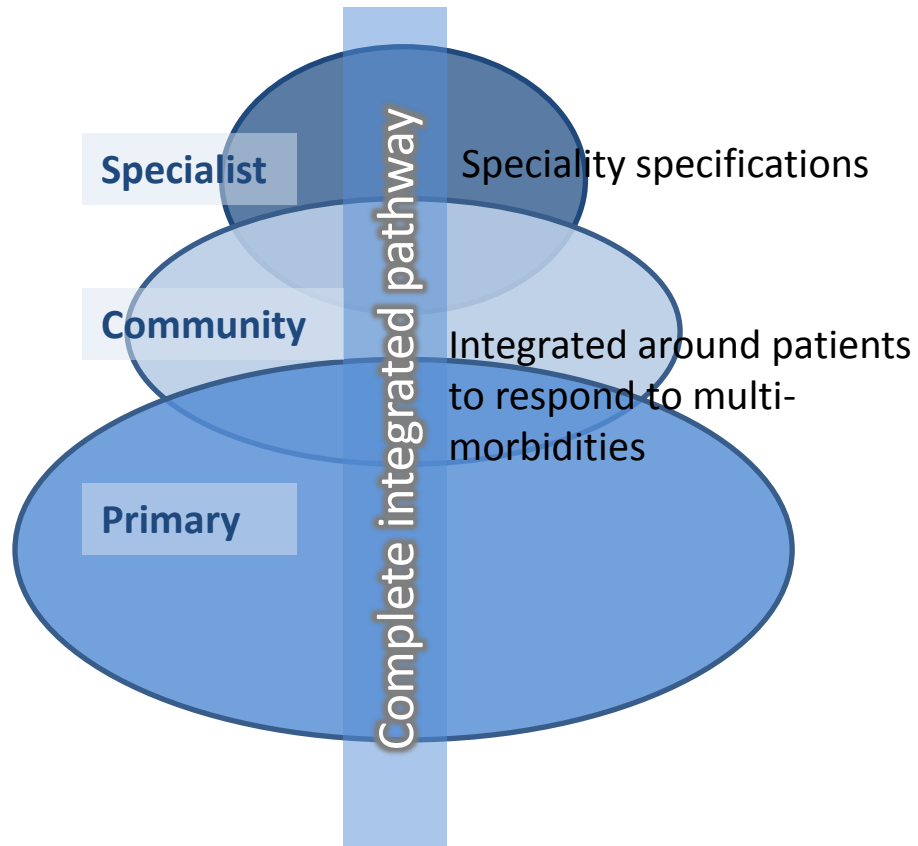 Specialist
Speciality specifications
Complete integrated pathway
Community
Integrated around patients
to respond to multi-
morbidities
Primary